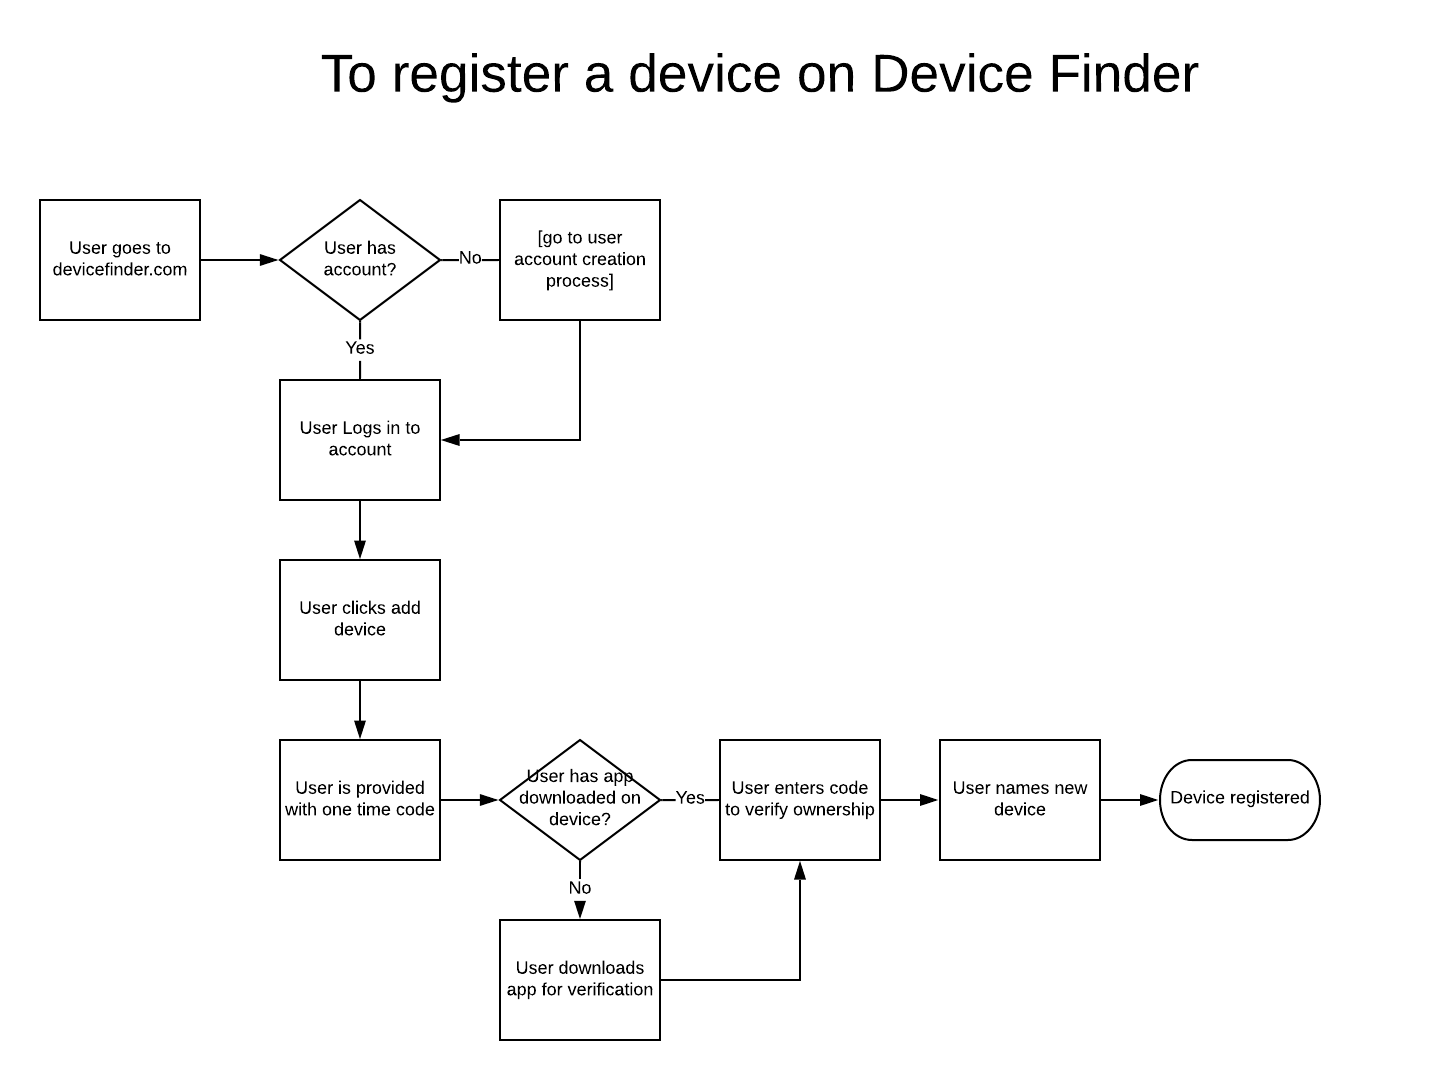 To register a device on Device Finder
User goes to
devicefinder.com
User has
account?
No
[go to user
account creation
process]
Yes
User Logs in to
account
User clicks add
device
User is provided
with one time code
User has app
downloaded on
device?
Yes
User enters code
to verify ownership
User names new
device
Device registered
No
User downloads
app for verification